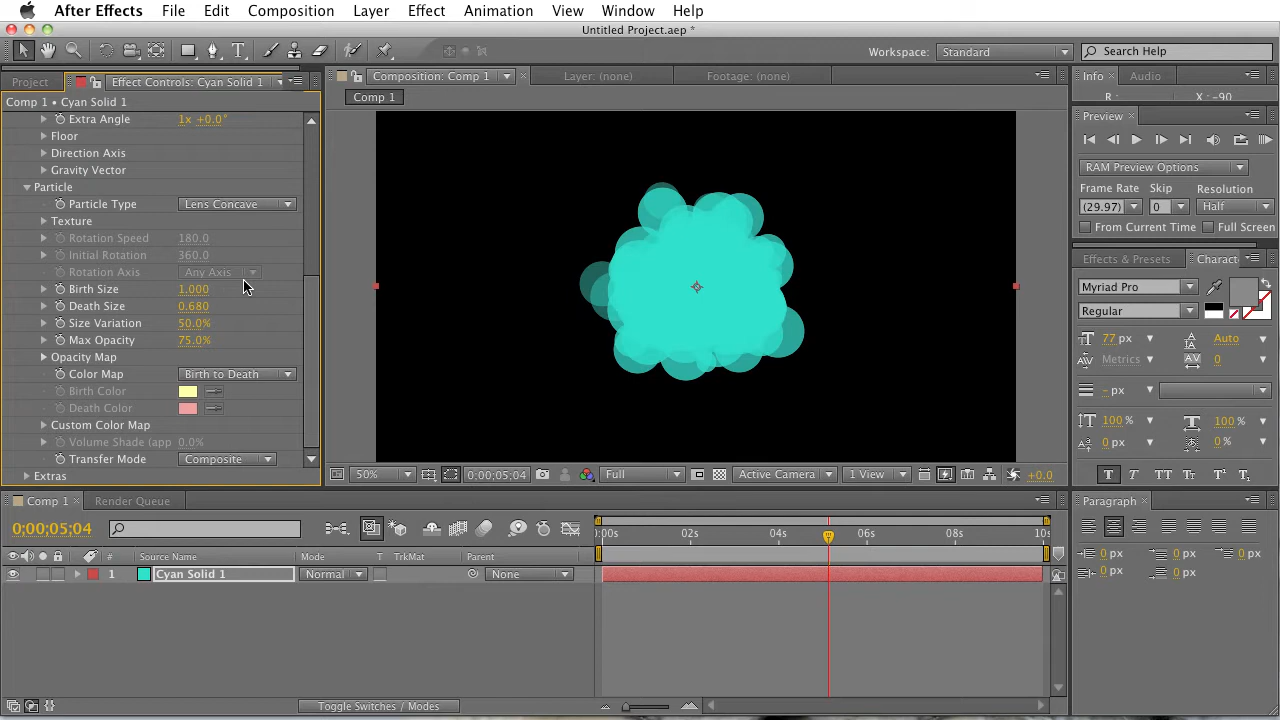 After Effects File Edit Composition Layer Effect Animation View Window Help
Untitled Project.aep *
Workspace: Standard Search Help
Project Effect Controls: Cyan Solid 1 Composition: Comp 1 Layer: (none) Footage: (none) Info Audio
Comp 1 • Cyan Solid 1
Comp 1
R : X : -90
Extra Angle 1x +0.0°
Floor
Direction Axis
Gravity Vector
Particle
Particle Type Lens Concave
Texture
Rotation Speed 180.0
Initial Rotation 360.0
Rotation Axis Any Axis
Birth Size 1.000
Death Size 0.680
Size Variation 50.0%
Max Opacity 75.0%
Opacity Map
Color Map Birth to Death
Birth Color
Death Color
Custom Color Map
Volume Shade (app 0.0%
Transfer Mode Composite
Extras
50% 0;00;05;04 Full Active Camera 1 View +0.0
Preview
RAM Preview Options
Frame Rate Skip Resolution
(29.97) 0 Half
From Current Time Full Screen
Effects & Presets Charact
Myriad Pro
Regular
77 px Auto
Metrics 0
- px
100 % 100 %
0 px 0 %
T T TT Tr T¹ T₁
Comp 1 Render Queue
0;00;05;04
):00s 02s 04s 06s 08s 10s
# Source Name Mode T TrkMat Parent
1 Cyan Solid 1 Normal None
Toggle Switches / Modes
Paragraph
0 px 0 px 0 px
0 px 0 px